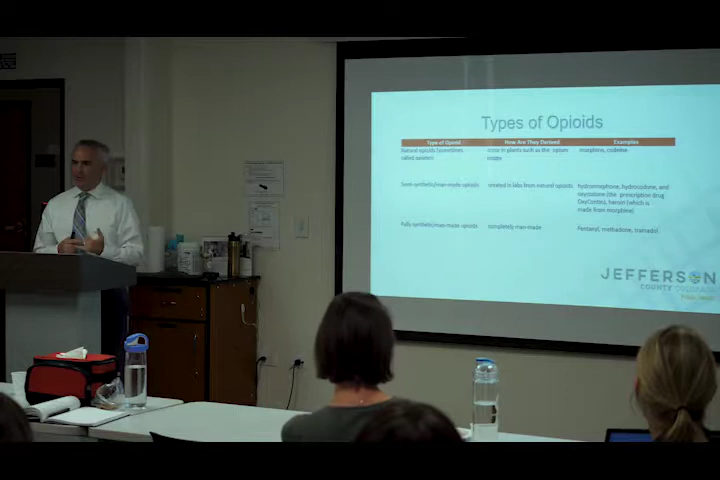 Types of Opioids
Type of Opioid How Are They Derived Examples
Natural opioids (sometimes called opiates) come in plants such as the opium morphine, codeine
Semi-synthetic/man-made opioids created in labs from natural opioids hydromorphone, hydrocodone, and
oxycodone (the prescription drug
OxyContin), heroin (which is
made from morphine)
Fully synthetic/man-made opioids completely man-made Fentanyl, methadone, tramadol
JEFFERSON
COUNTY COLORADO